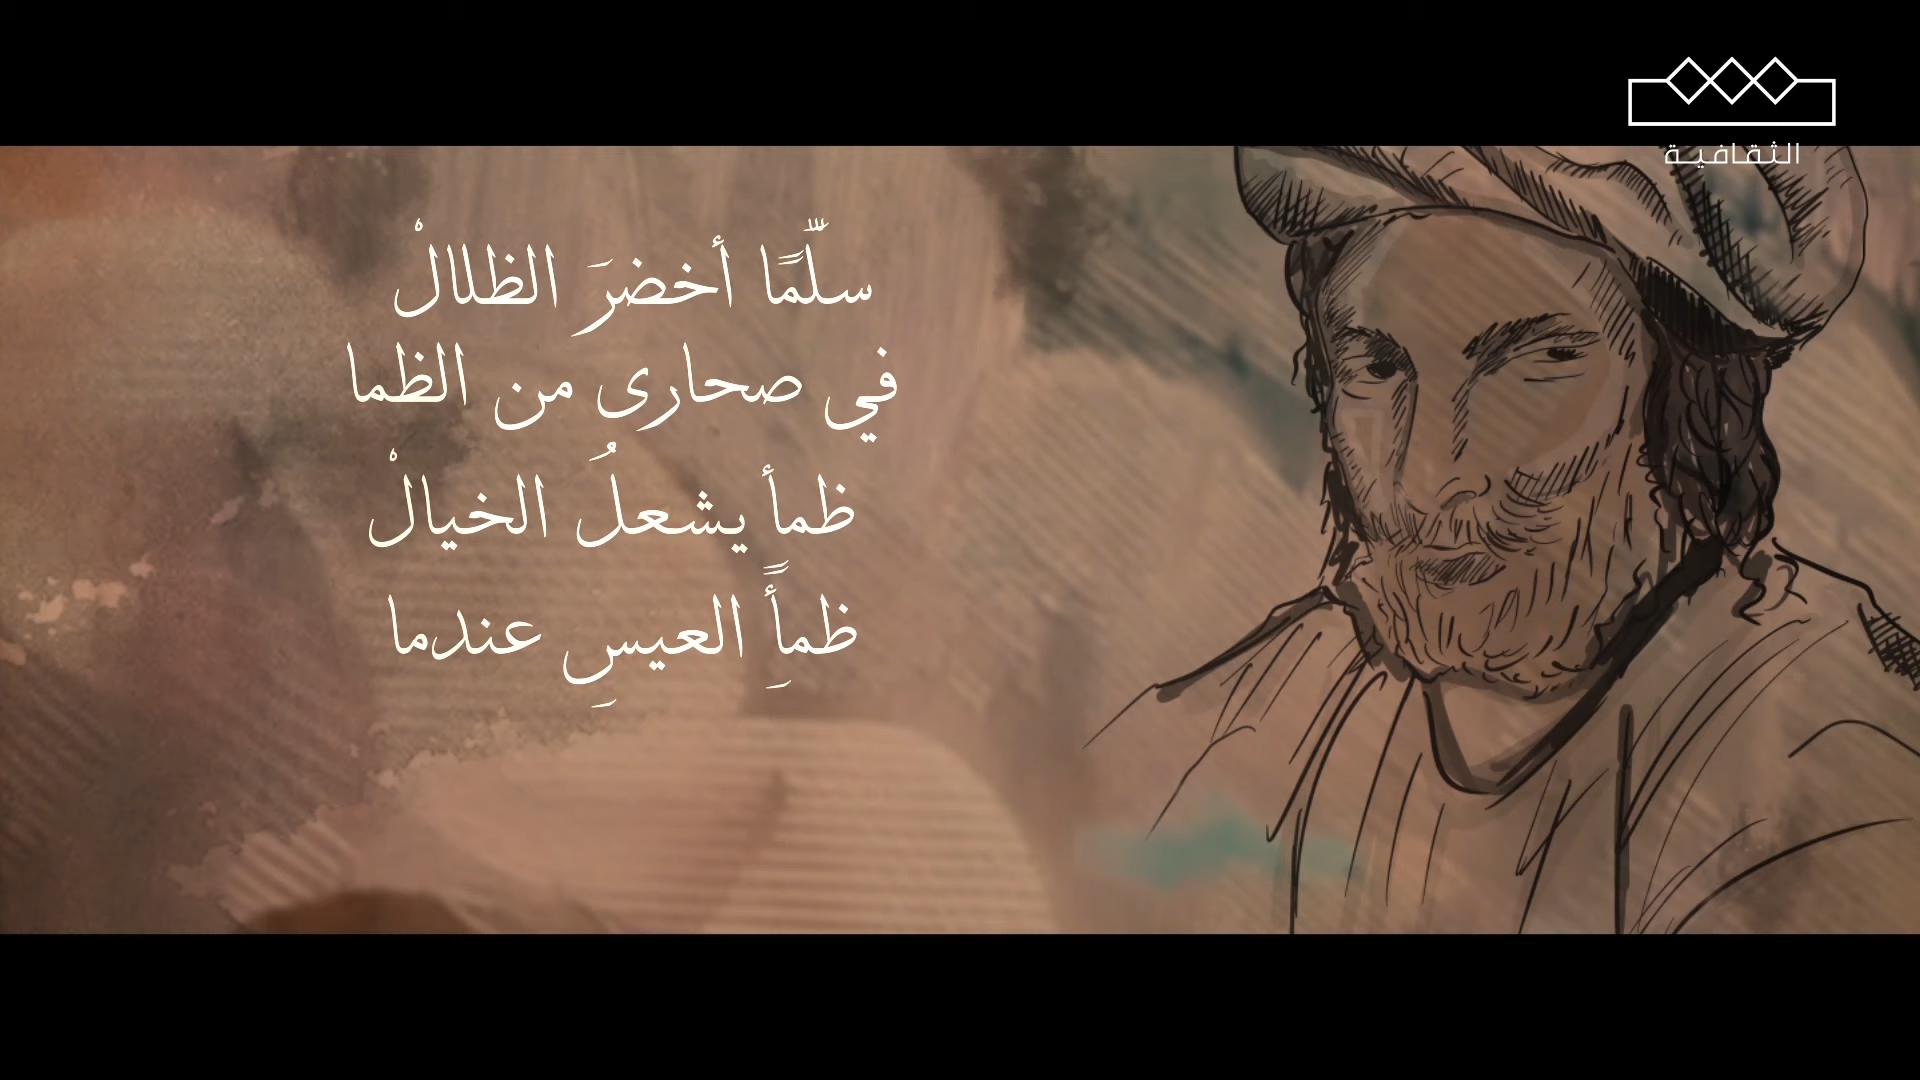 الثقافية
سلّمًا أخضرَ الظلالْ
في صحارى من الظما
ظمأ يشعلُ الخيالْ
ظمأًَِ العيسِ عندما